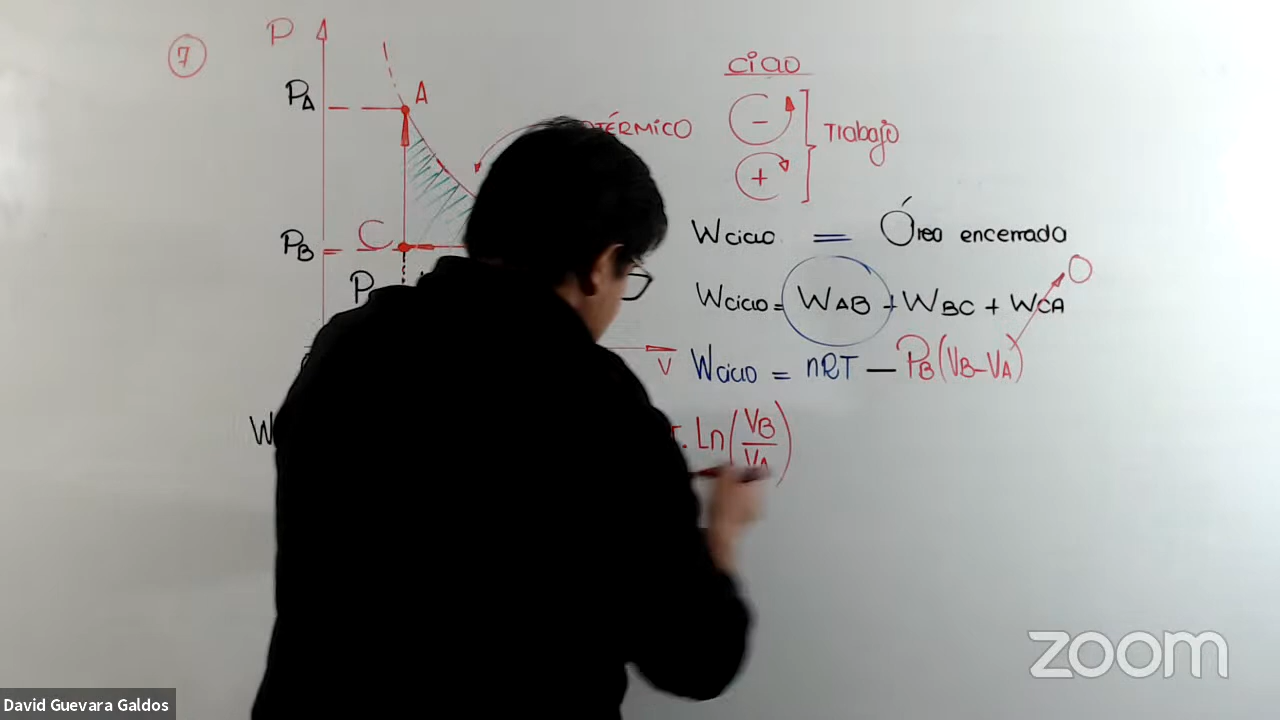 7
P
PA
A
PB
C
V
CiClO
-
+
TRabajo
TÉRMiCO
WCiClO = Área encerrada
WCiClO = WAB + WBC + WCA
0
WCiClO = nRT — PB(VB-VA)
W
. Ln(VB/VA)
zoom
David Guevara Galdos